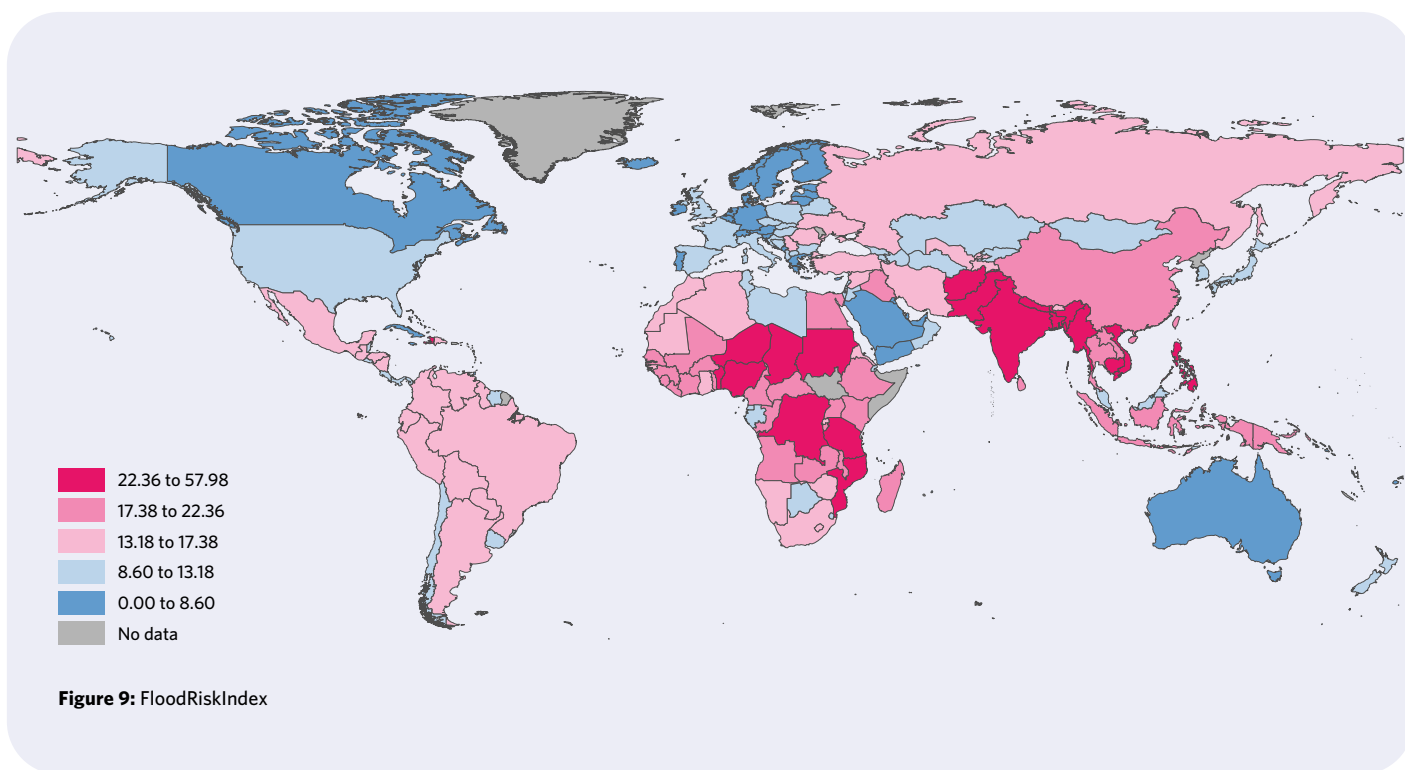 22.36 to 57.98
17.38 to 22.36
13.18 to 17.38
8.60 to 13.18
0.00 to 8.60
No data
Figure 9: FloodRiskIndex